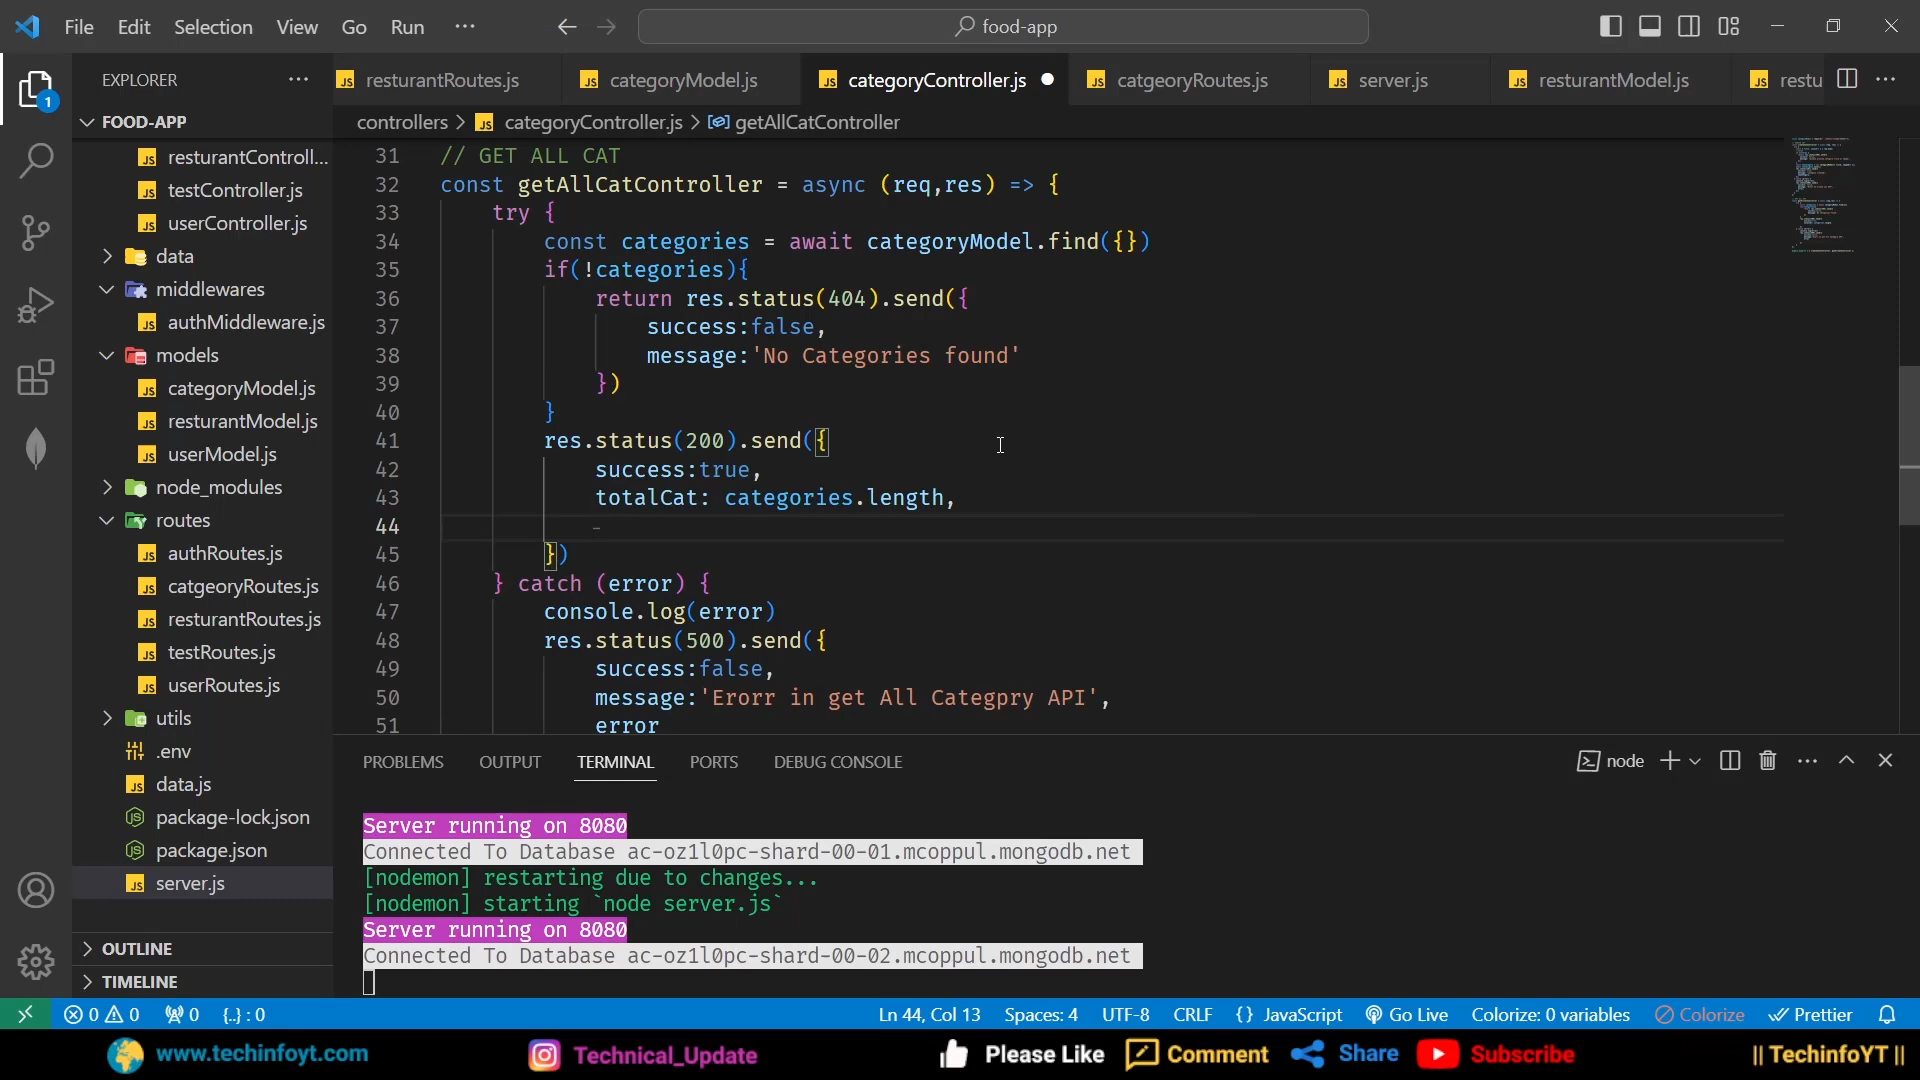 File Edit Selection View Go Run ··· food-app
EXPLORER ···
FOOD-APP
resturantControll...
testController.js
userController.js
data
middlewares
authMiddleware.js
models
categoryModel.js
resturantModel.js
userModel.js
node_modules
routes
authRoutes.js
catgeoryRoutes.js
resturantRoutes.js
testRoutes.js
userRoutes.js
utils
.env
data.js
package-lock.json
package.json
server.js
OUTLINE
TIMELINE
resturantRoutes.js categoryModel.js categoryController.js catgeoryRoutes.js server.js resturantModel.js restu
controllers > categoryController.js > getAllCatController
31 // GET ALL CAT
32 const getAllCatController = async (req,res) => {
33 try {
34 const categories = await categoryModel.find({})
35 if(!categories){
36 return res.status(404).send({
37 success:false,
38 message:'No Categories found'
39 })
40 }
41 res.status(200).send({
42 success:true,
43 totalCat: categories.length,
44
45 })
46 } catch (error) {
47 console.log(error)
48 res.status(500).send({
49 success:false,
50 message:'Erorr in get All Categpry API',
51 error
PROBLEMS OUTPUT TERMINAL PORTS DEBUG CONSOLE node
Server running on 8080
Connected To Database ac-oz1l0pc-shard-00-01.mcoppul.mongodb.net
[nodemon] restarting due to changes...
[nodemon] starting `node server.js`
Server running on 8080
Connected To Database ac-oz1l0pc-shard-00-02.mcoppul.mongodb.net
0 0 0 {..} : 0 Ln 44, Col 13 Spaces: 4 UTF-8 CRLF {} JavaScript Go Live Colorize: 0 variables Colorize Prettier
www.techinfoyt.com Technical_Update Please Like Comment Share Subscribe || TechinfoYT ||